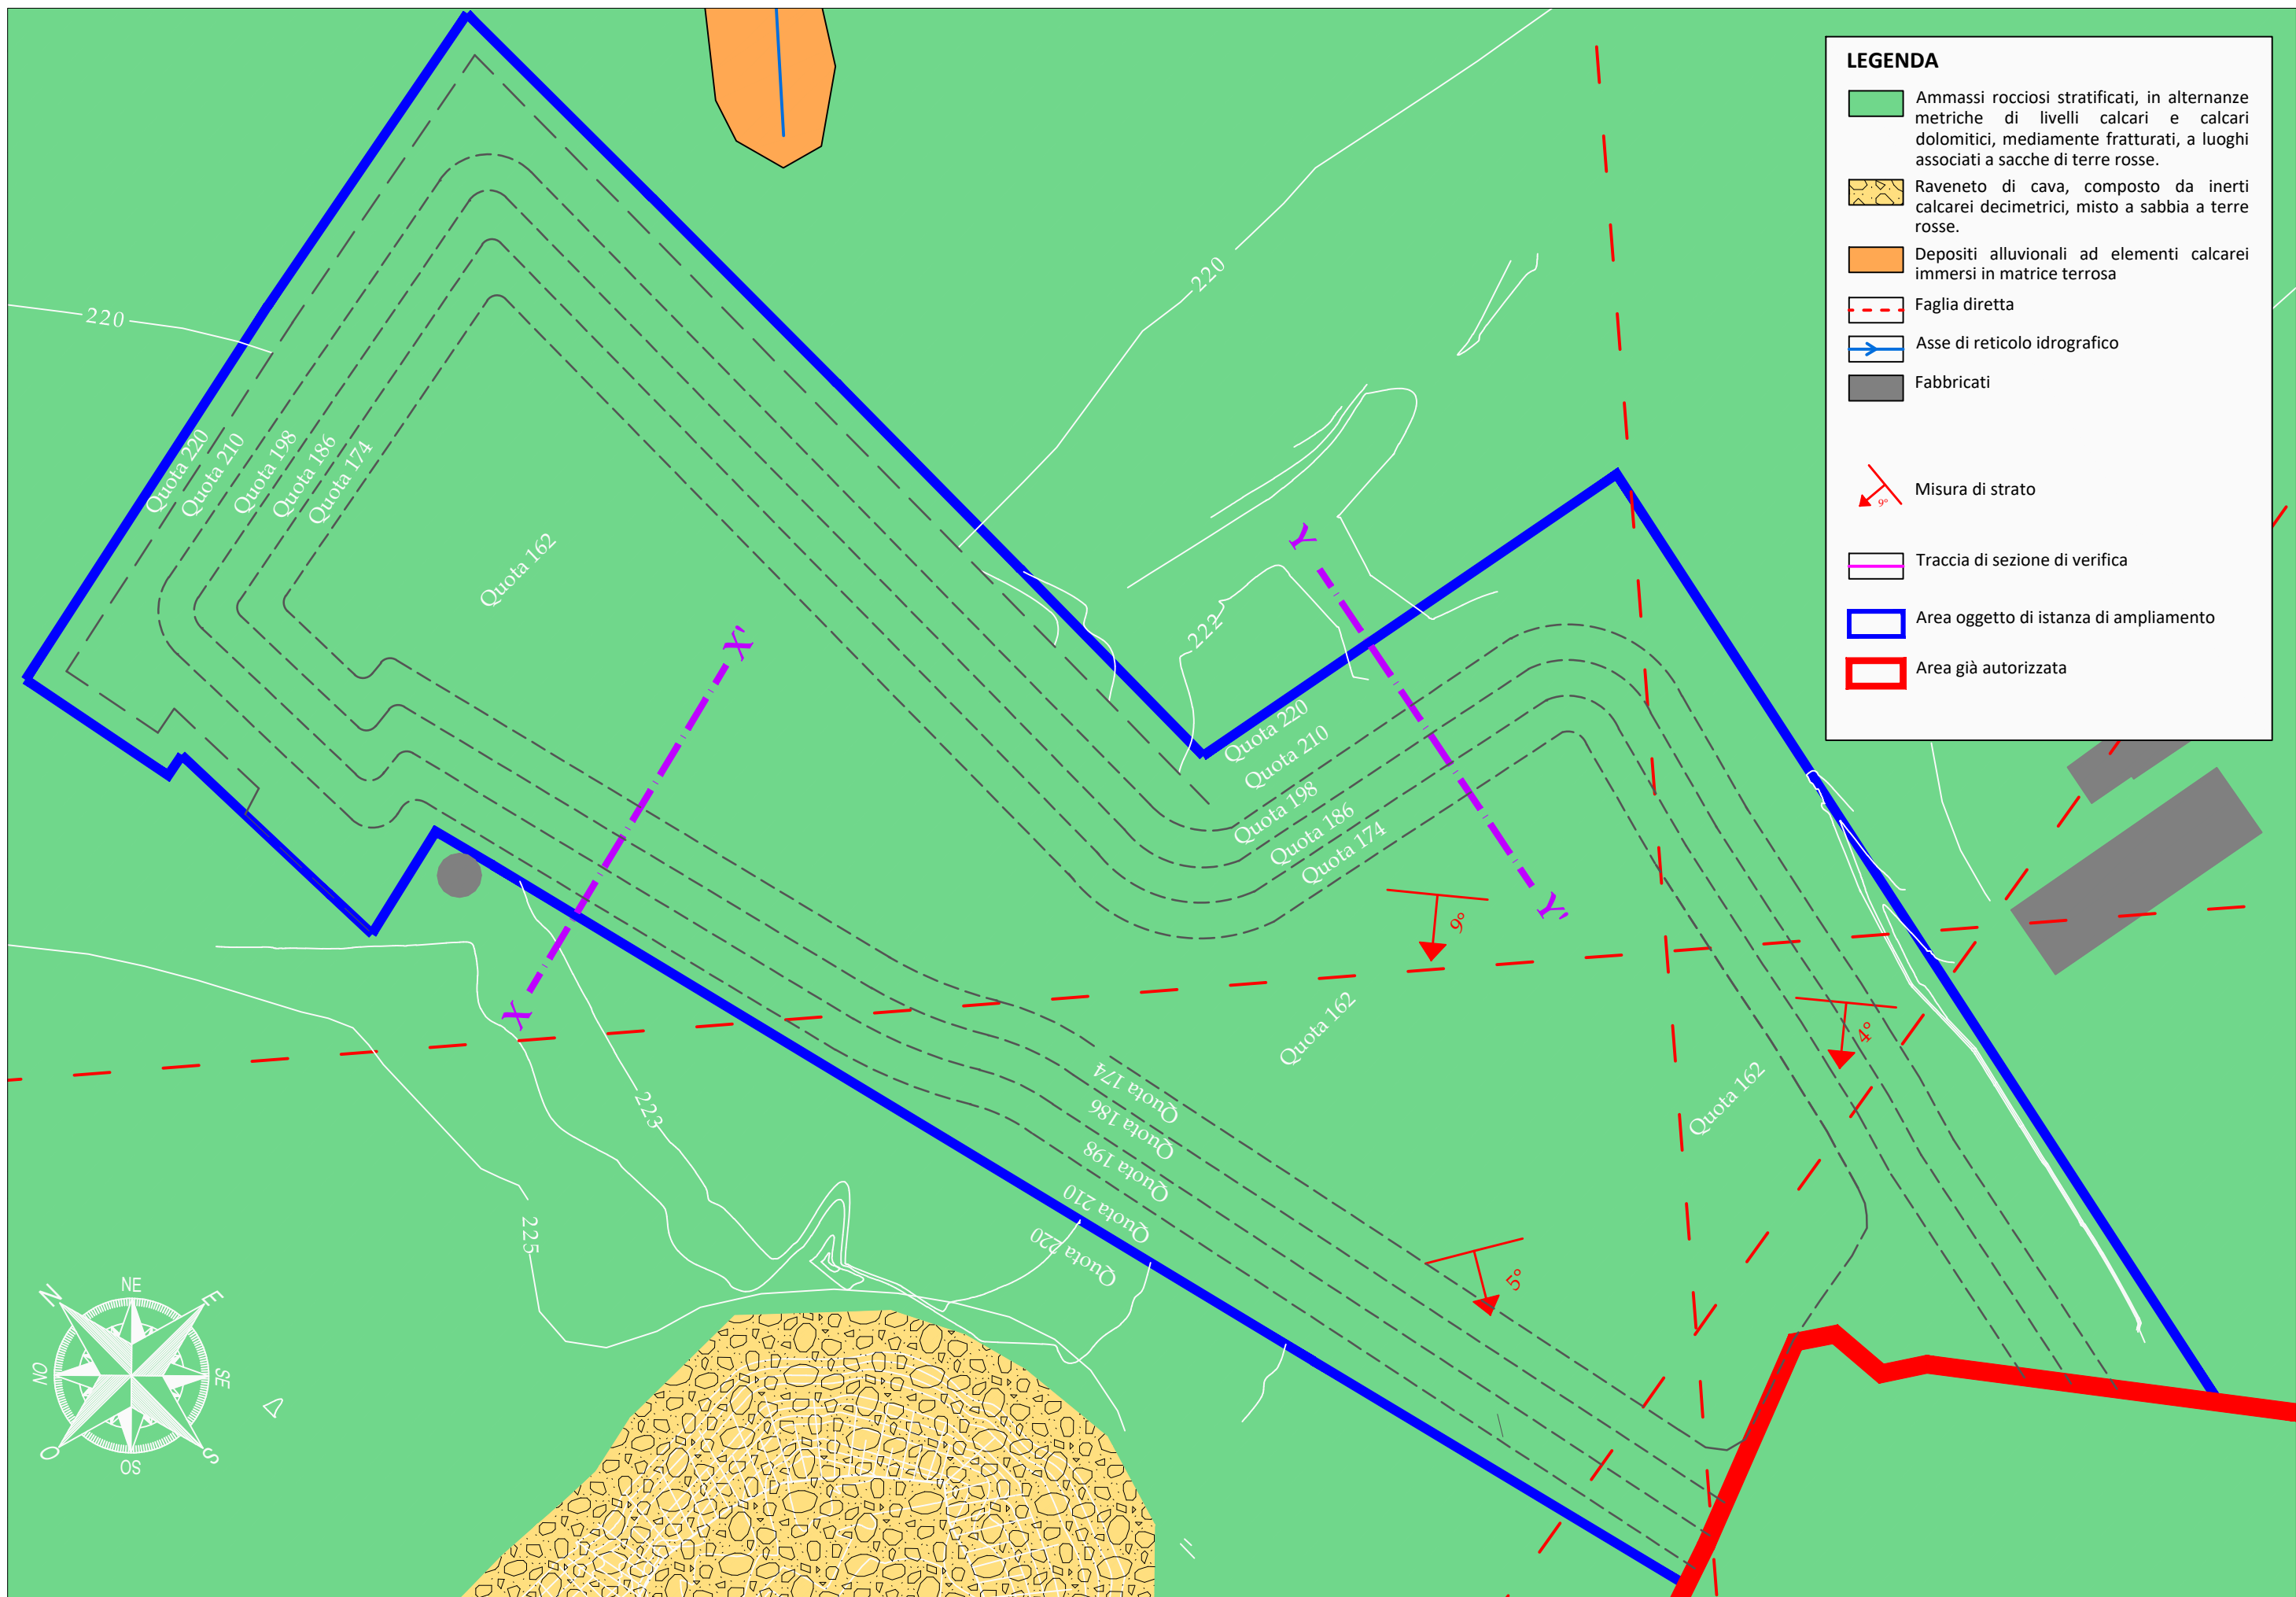 LEGENDA
Ammassi rocciosi stratificati, in alternanze
metriche di livelli calcari e calcari
dolomitici, mediamente fratturati, a luoghi
associati a sacche di terre rosse.
Raveneto di cava, composto da inerti
calcarei decimetrici, misto a sabbia a terre
rosse.
Depositi alluvionali ad elementi calcarei
immersi in matrice terrosa
Faglia diretta
Asse di reticolo idrografico
Fabbricati
9°
Misura di strato
Traccia di sezione di verifica
Area oggetto di istanza di ampliamento
Area già autorizzata
220
220
Quota 220
Quota 210
Quota 198
Quota 186
Quota 174
Quota 162
X'
X
Y
Y'
222
Quota 220
Quota 210
Quota 198
Quota 186
Quota 174
9°
4°
5°
Quota 162
Quota 162
Quota 174
Quota 186
Quota 198
Quota 210
Quota 220
223
225
N
NE
E
SE
S
OS
O
ON